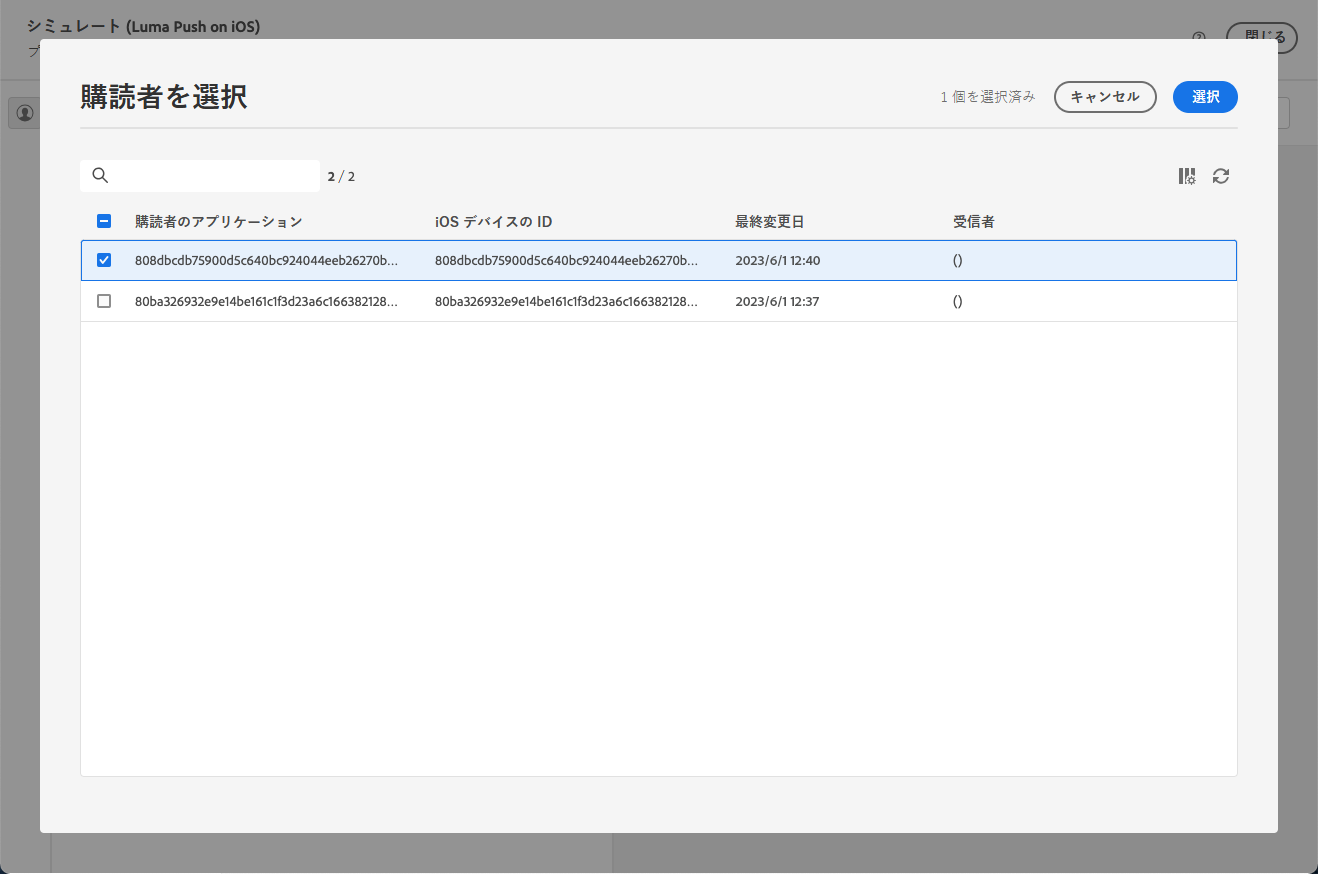 シミュレート (Luma Push on iOS)
閉じる
購読者を選択
1 個を選択済み
キャンセル
選択
2 / 2
購読者のアプリケーション iOS デバイスの ID 最終変更日 受信者
808dbcdb75900d5c640bc924044eeb26270b... 808dbcdb75900d5c640bc924044eeb26270b... 2023/6/1 12:40 ()
80ba326932e9e14be161c1f3d23a6c166382128... 80ba326932e9e14be161c1f3d23a6c166382128... 2023/6/1 12:37 ()